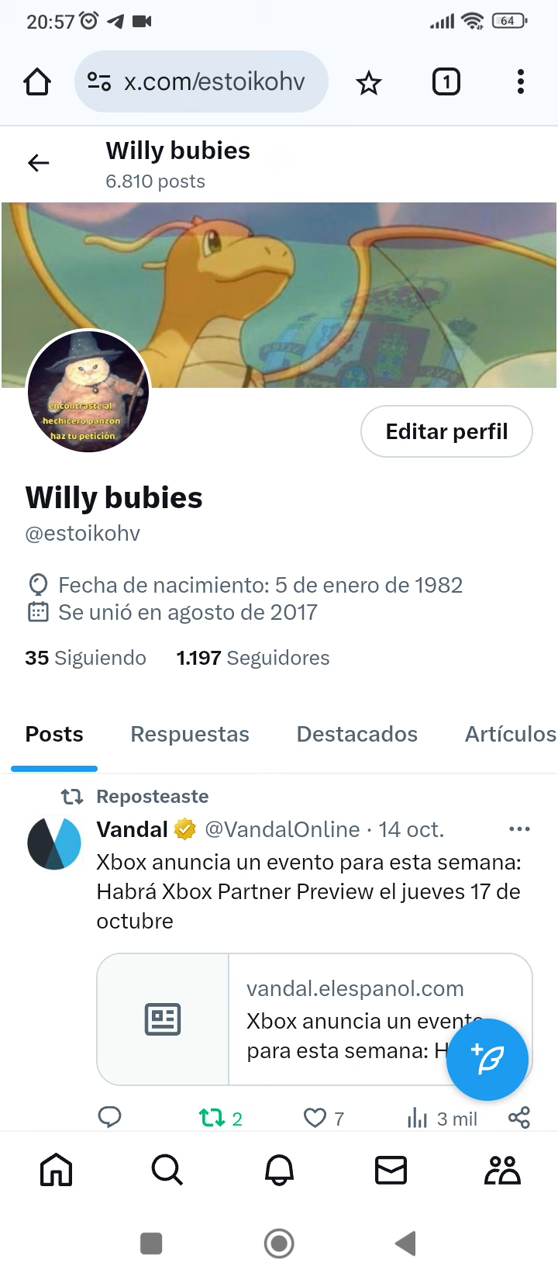 20:57
64
x.com/estoikohv
1
Willy bubies
6.810 posts
encontraste al
hechicero panzon
haz tu petición
Editar perfil
Willy bubies
@estoikohv
Fecha de nacimiento: 5 de enero de 1982
Se unió en agosto de 2017
35 Siguiendo 1.197 Seguidores
Posts Respuestas Destacados Artículos
Reposteaste
Vandal @VandalOnline · 14 oct.
Xbox anuncia un evento para esta semana:
Habrá Xbox Partner Preview el jueves 17 de
octubre
vandal.elespanol.com
Xbox anuncia un evento
para esta semana: H
2 7 3 mil